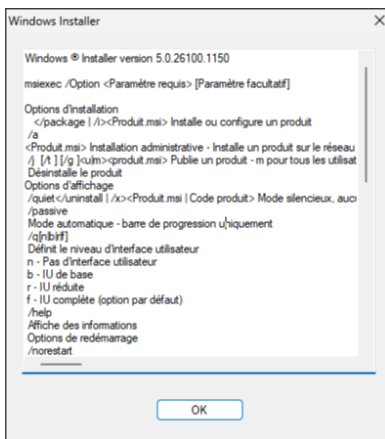 Windows Installer
Windows ® Installer version 5.0.26100.1150
msiexec /Option <Paramètre requis> [Paramètre facultatif]
Options d'installation
</package | /i><Produit.msi> Installe ou configure un produit
/a
<Produit.msi> Installation administrative - Installe un produit sur le réseau
/j [/t ] [/g ]<u|m><produit.msi> Publie un produit - m pour tous les utilisat
Désinstalle le produit
Options d'affichage
/quiet</uninstall | /x><Produit.msi | Code produit> Mode silencieux, aucu
/passive
Mode automatique - barre de progression uniquement
/q[n|b|r|f]
Définit le niveau d'interface utilisateur
n - Pas d'interface utilisateur
b - IU de base
r - IU réduite
f - IU complète (option par défaut)
/help
Affiche des informations
Options de redémarrage
/norestart
OK